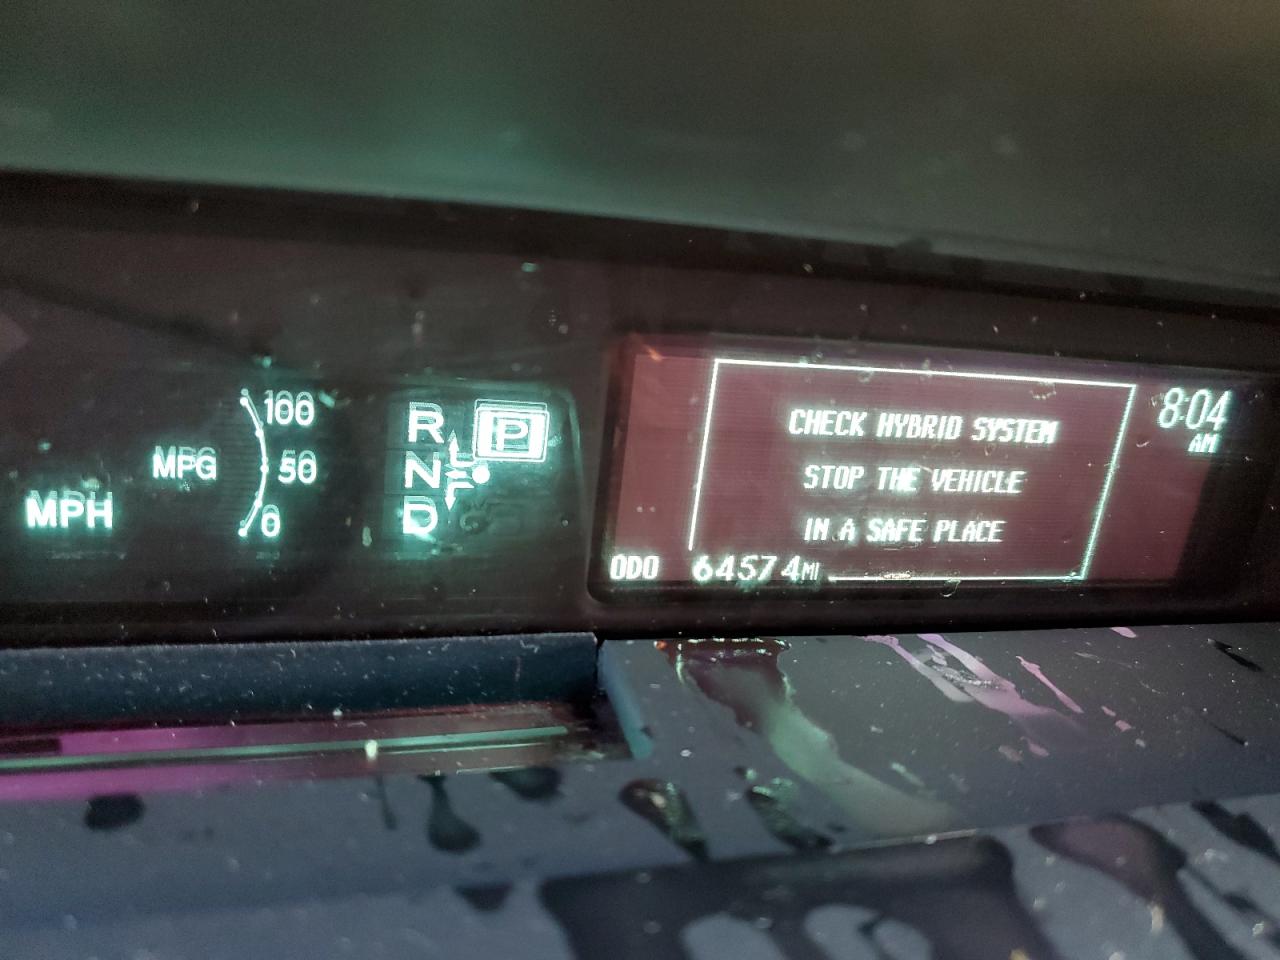 MPH
MPG
100
50
0
R
N
D
P
CHECK HYBRID SYSTEM
STOP THE VEHICLE
IN A SAFE PLACE
8:04
AM
ODO 64574MI